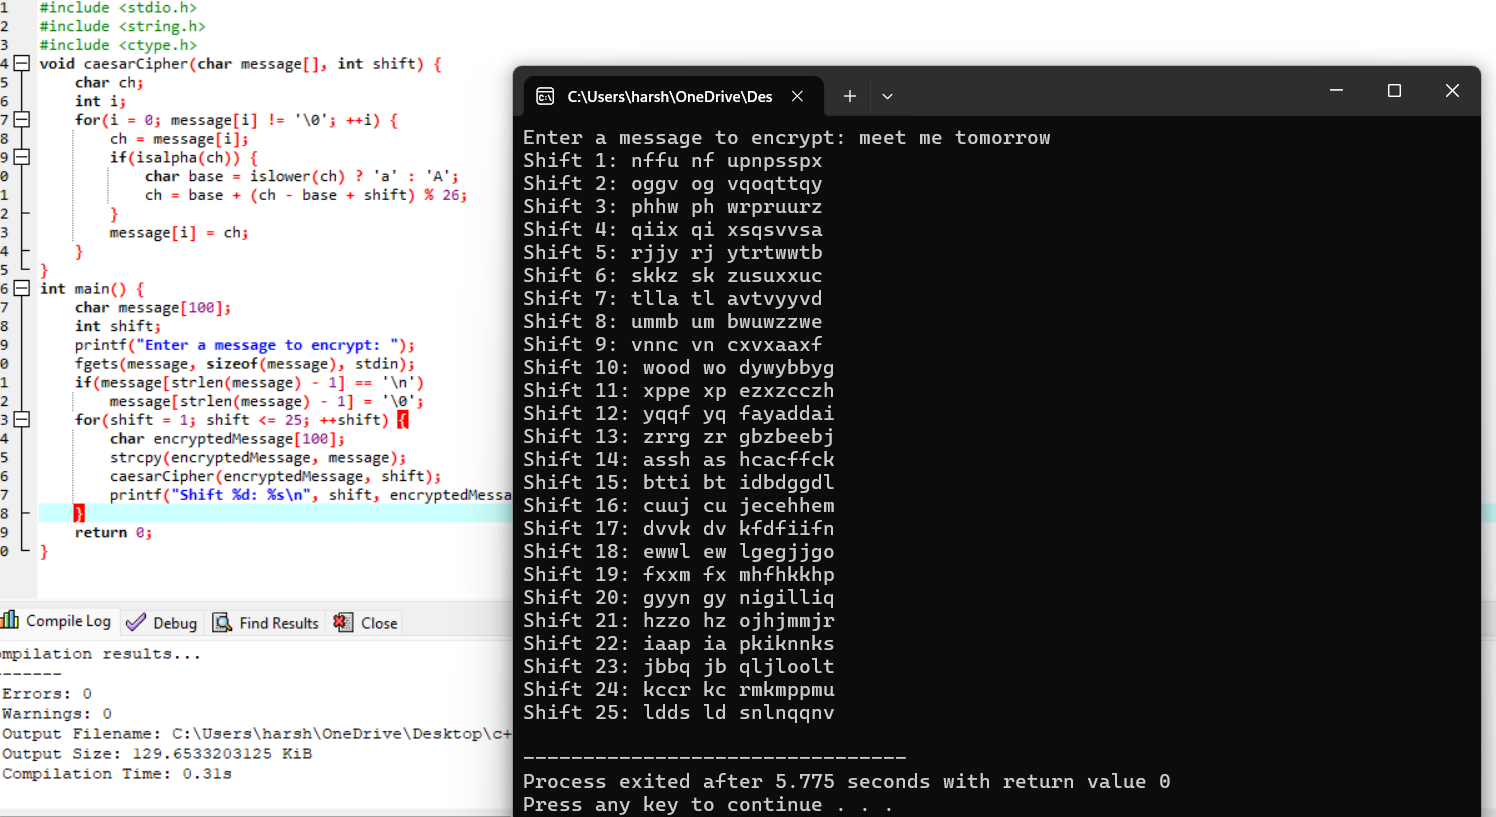 1 #include <stdio.h>
2 #include <string.h>
3 #include <ctype.h>
4 void caesarCipher(char message[], int shift) {
5 char ch;
6 int i;
7 for(i = 0; message[i] != '\0'; ++i) {
8 ch = message[i];
9 if(isalpha(ch)) {
0 char base = islower(ch) ? 'a' : 'A';
1 ch = base + (ch - base + shift) % 26;
2 }
3 message[i] = ch;
4 }
5 }
6 int main() {
7 char message[100];
8 int shift;
9 printf("Enter a message to encrypt: ");
0 fgets(message, sizeof(message), stdin);
1 if(message[strlen(message) - 1] == '\n')
2 message[strlen(message) - 1] = '\0';
3 for(shift = 1; shift <= 25; ++shift) {
4 char encryptedMessage[100];
5 strcpy(encryptedMessage, message);
6 caesarCipher(encryptedMessage, shift);
7 printf("Shift %d: %s\n", shift, encryptedMessa
8 }
9 return 0;
0 }
Compile Log Debug Find Results Close
mpilation results...
-------
Errors: 0
Warnings: 0
Output Filename: C:\Users\harsh\OneDrive\Desktop\c+
Output Size: 129.6533203125 KiB
Compilation Time: 0.31s
C:\Users\harsh\OneDrive\Des
Enter a message to encrypt: meet me tomorrow
Shift 1: nffu nf upnpsspx
Shift 2: oggv og vqoqttqy
Shift 3: phhw ph wrpruurz
Shift 4: qiix qi xsqsvvsa
Shift 5: rjjy rj ytrtwwtb
Shift 6: skkz sk zusuxxuc
Shift 7: tlla tl avtvyyvd
Shift 8: ummb um bwuwzzwe
Shift 9: vnnc vn cxvxaaxf
Shift 10: wood wo dywybbyg
Shift 11: xppe xp ezxzcczh
Shift 12: yqqf yq fayaddai
Shift 13: zrrg zr gbzbeebj
Shift 14: assh as hcacffck
Shift 15: btti bt idbdggdl
Shift 16: cuuj cu jecehhem
Shift 17: dvvk dv kfdfiifn
Shift 18: ewwl ew lgegjjgo
Shift 19: fxxm fx mhfhkkhp
Shift 20: gyyn gy nigilliq
Shift 21: hzzo hz ojhjmmjr
Shift 22: iaap ia pkiknnks
Shift 23: jbbq jb qljloolt
Shift 24: kccr kc rmkmppmu
Shift 25: ldds ld snlnqqnv
--------------------------------
Process exited after 5.775 seconds with return value 0
Press any key to continue . . .